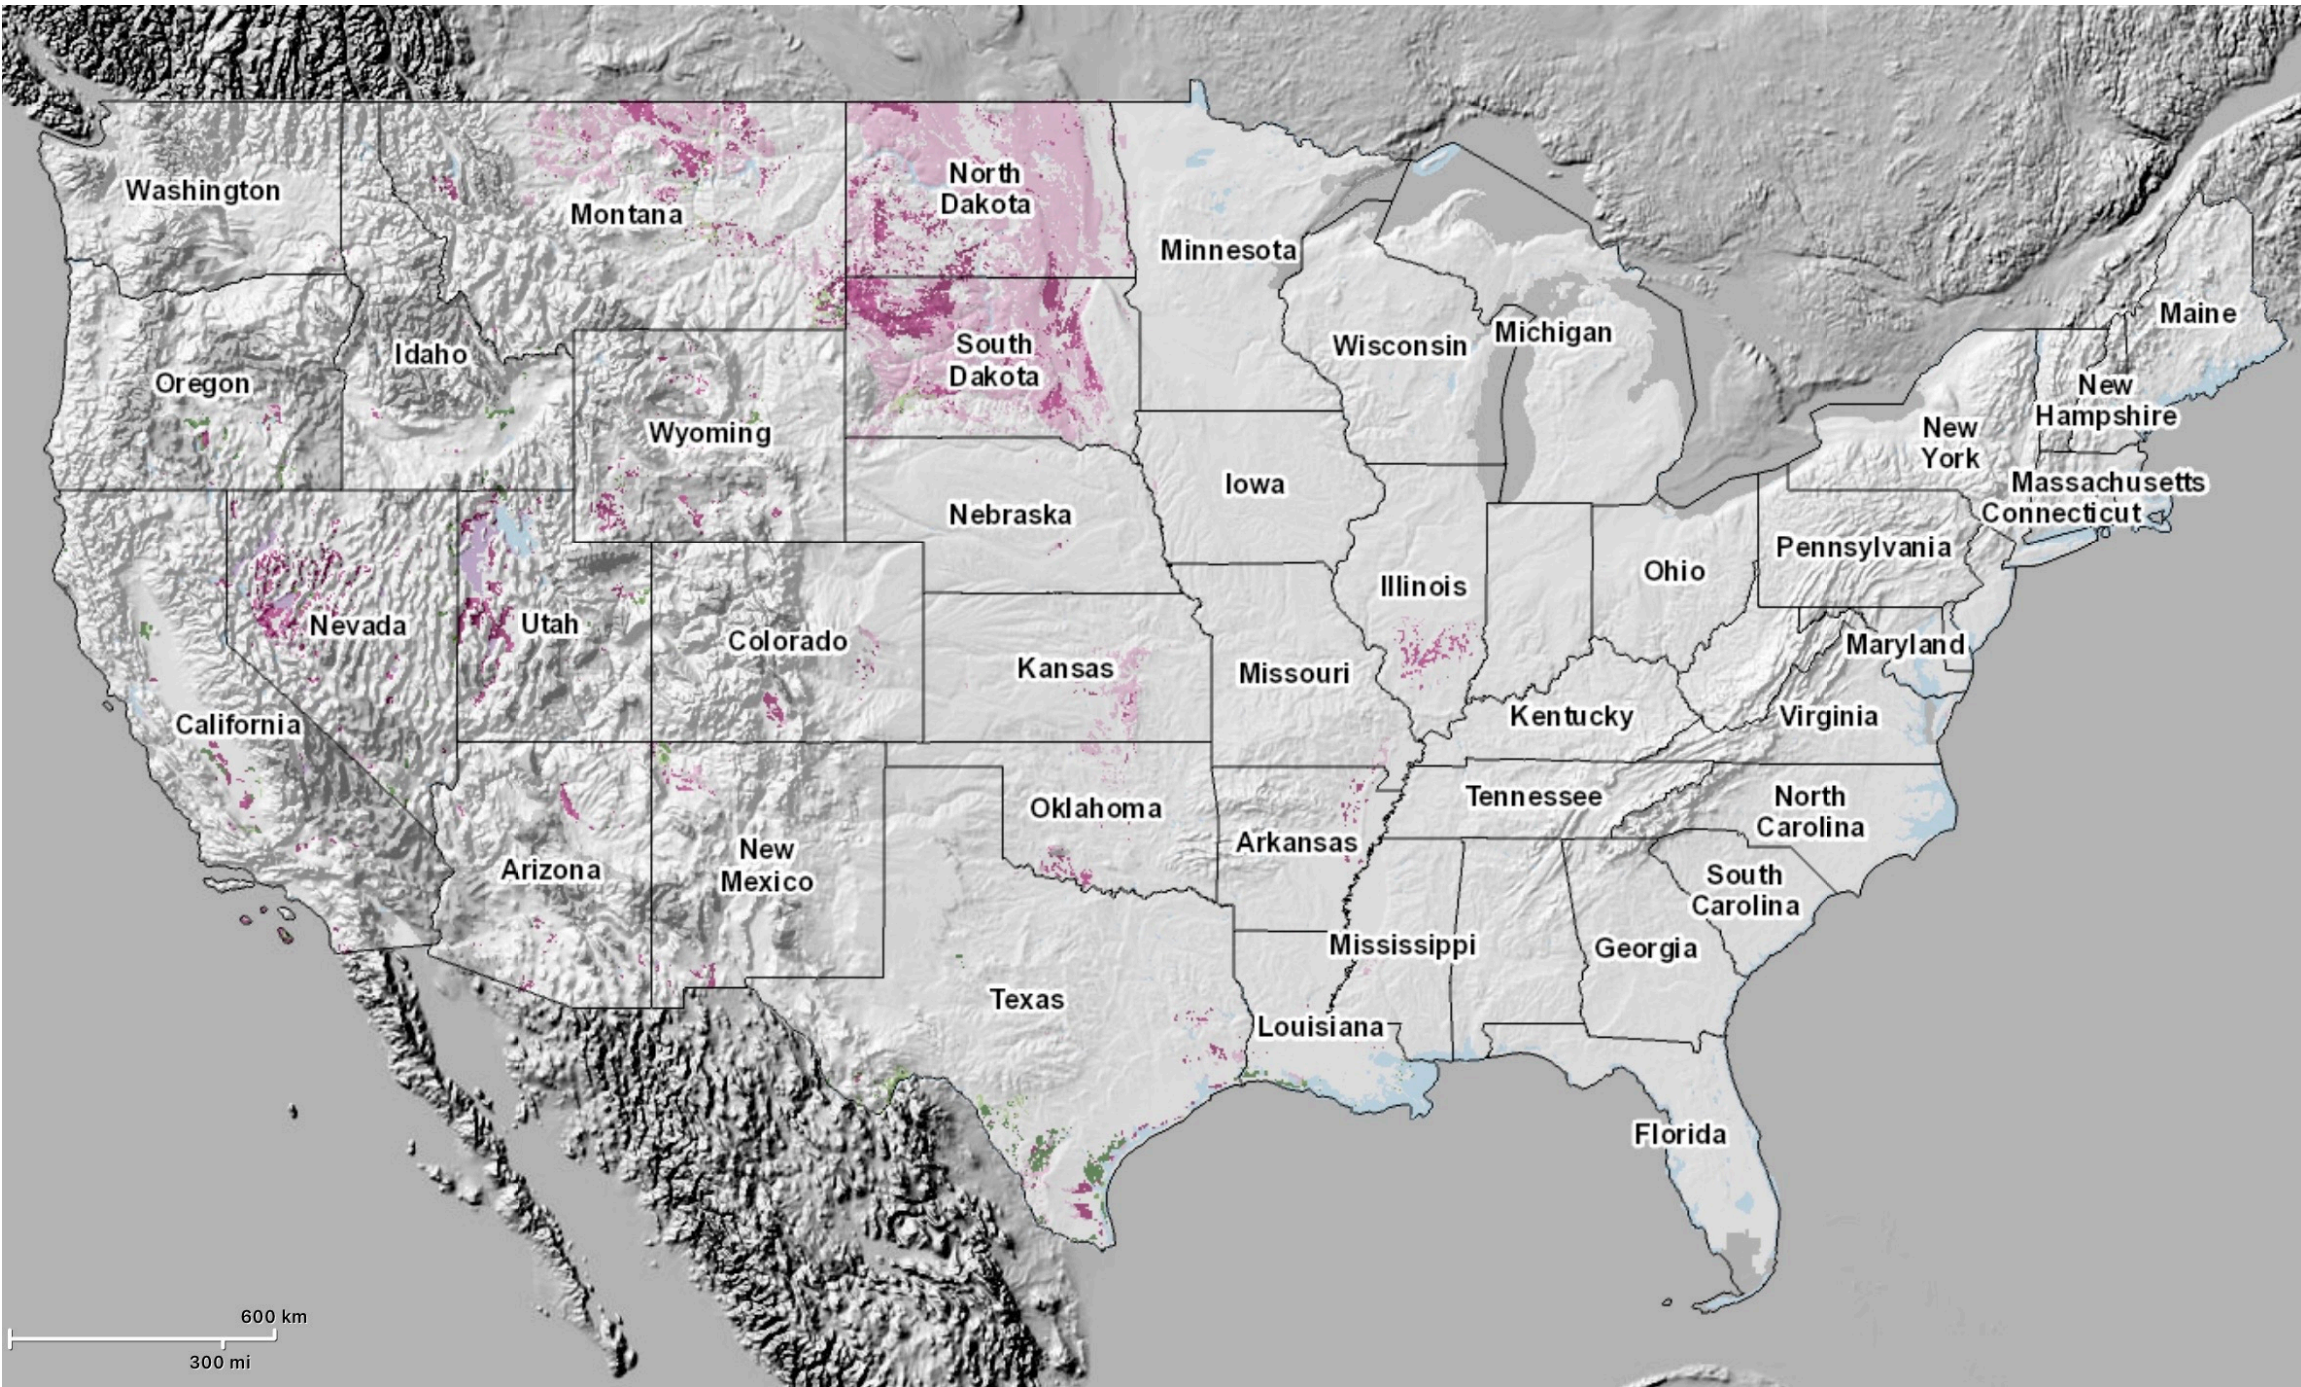 Washington
Montana
North
Dakota
Minnesota
Maine
Oregon
Idaho
Wyoming
South
Dakota
Wisconsin
Michigan
New
Hampshire
New
York
Massachusetts
Connecticut
Nebraska
Iowa
Illinois
Ohio
Pennsylvania
Nevada
Utah
Colorado
Kansas
Missouri
Maryland
California
Kentucky
Virginia
Arizona
New
Mexico
Oklahoma
Arkansas
Tennessee
North
Carolina
South
Carolina
Mississippi
Georgia
Texas
Louisiana
Florida
600 km
300 mi